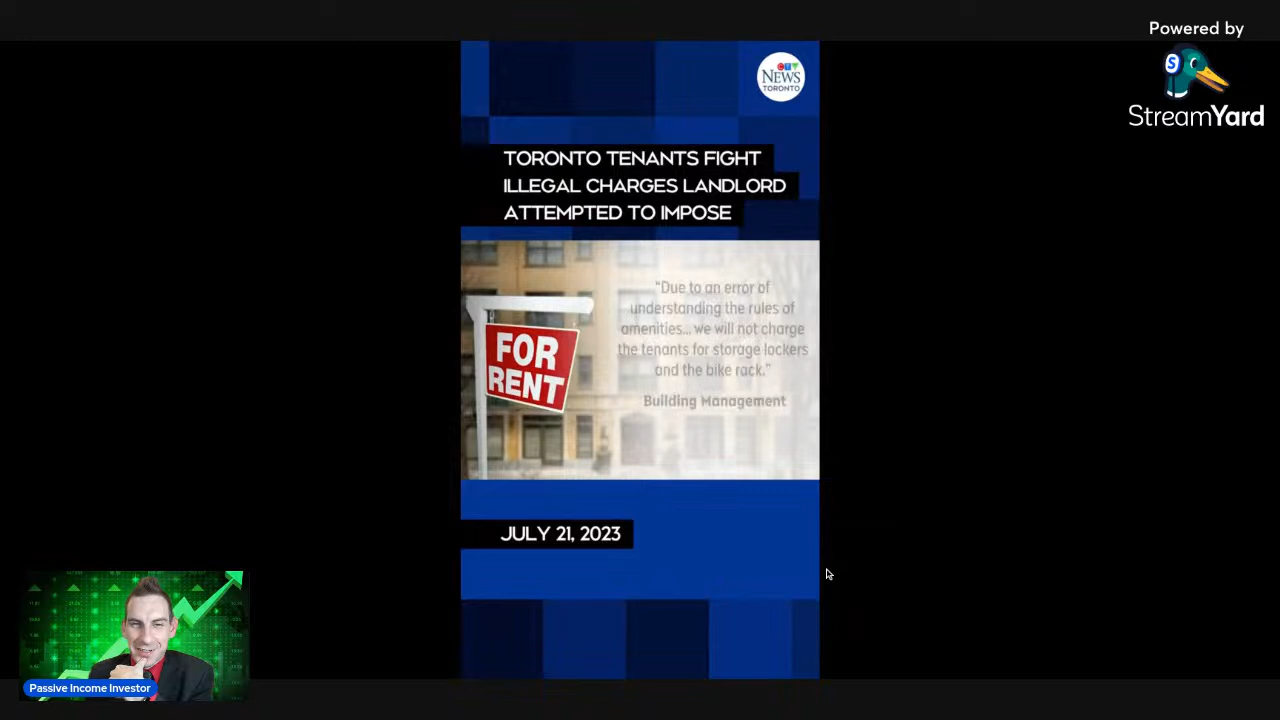 Powered by
S
StreamYard
CTV
NEWS
TORONTO
TORONTO TENANTS FIGHT
ILLEGAL CHARGES LANDLORD
ATTEMPTED TO IMPOSE
"Due to an error of
understanding the rules of
amenities... we will not charge
the tenants for storage lockers
and the bike rack."
Building Management
FOR
RENT
JULY 21, 2023
Passive Income Investor